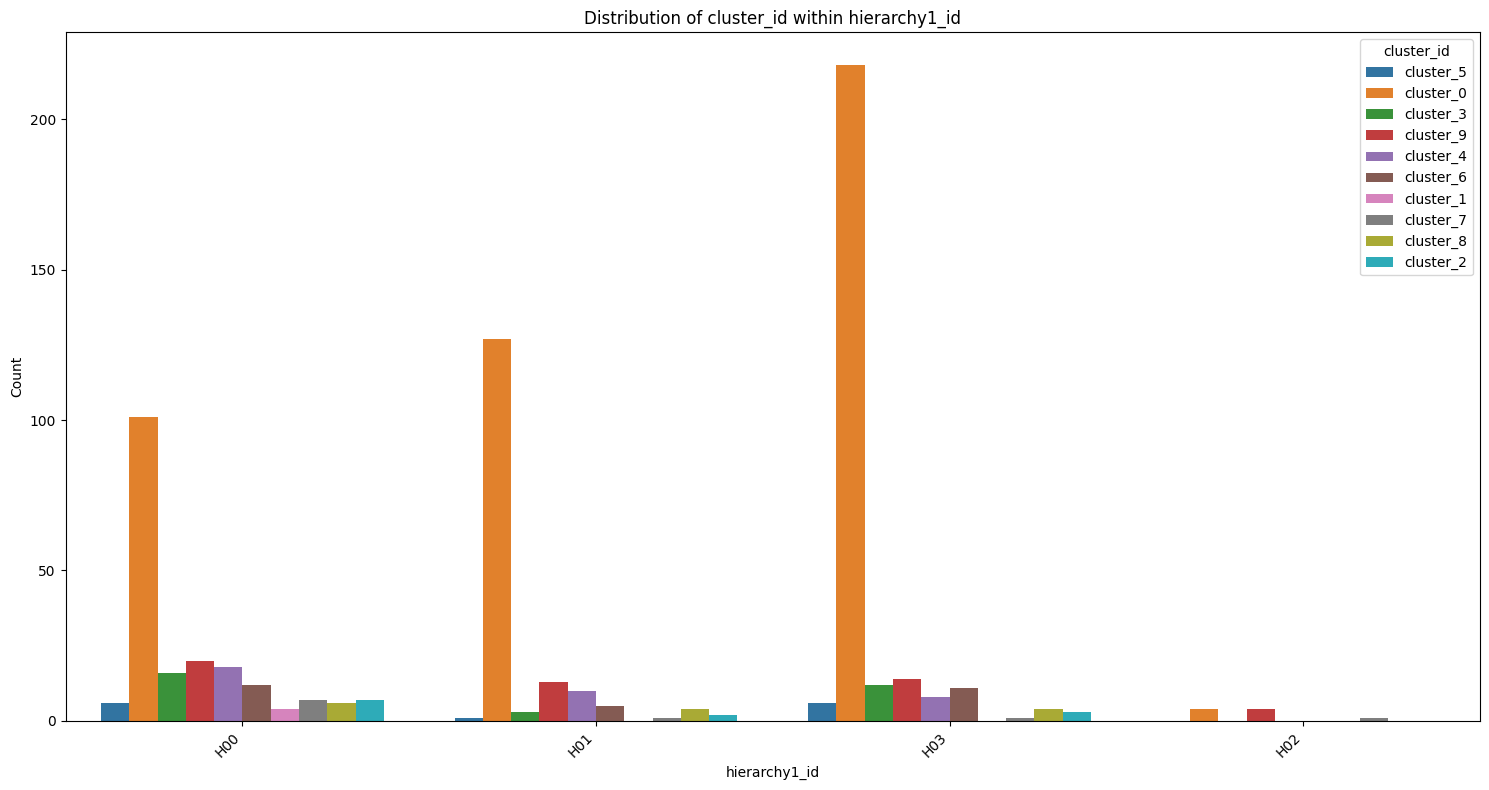 Distribution of cluster_id within hierarchy1_id
cluster_id
cluster_5
cluster_0
cluster_3
cluster_9
cluster_4
cluster_6
cluster_1
cluster_7
cluster_8
cluster_2
Count
200
150
100
50
0
H00
H01
H03
H02
hierarchy1_id